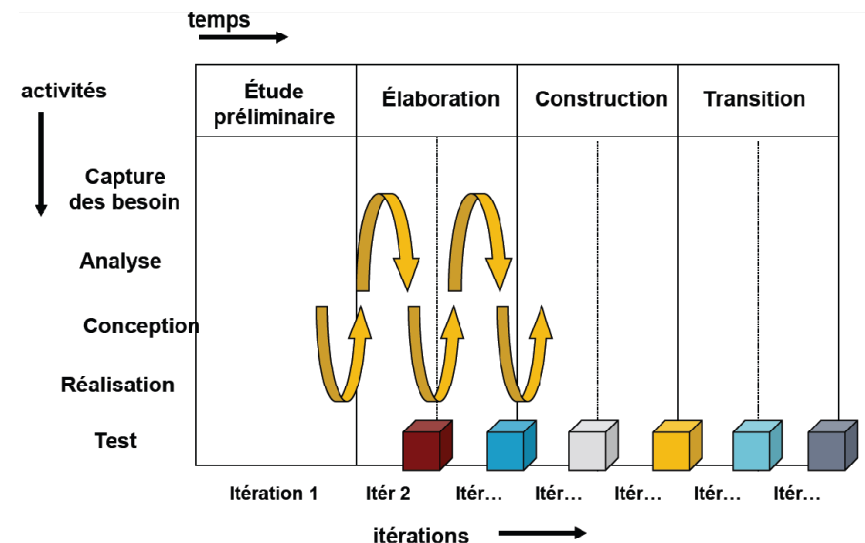 temps
activités
Étude
préliminaire
Élaboration
Construction
Transition
Capture
des besoin
Analyse
Conception
Réalisation
Test
Itération 1
Itér 2
Itér…
Itér…
Itér…
Itér…
Itér…
itérations